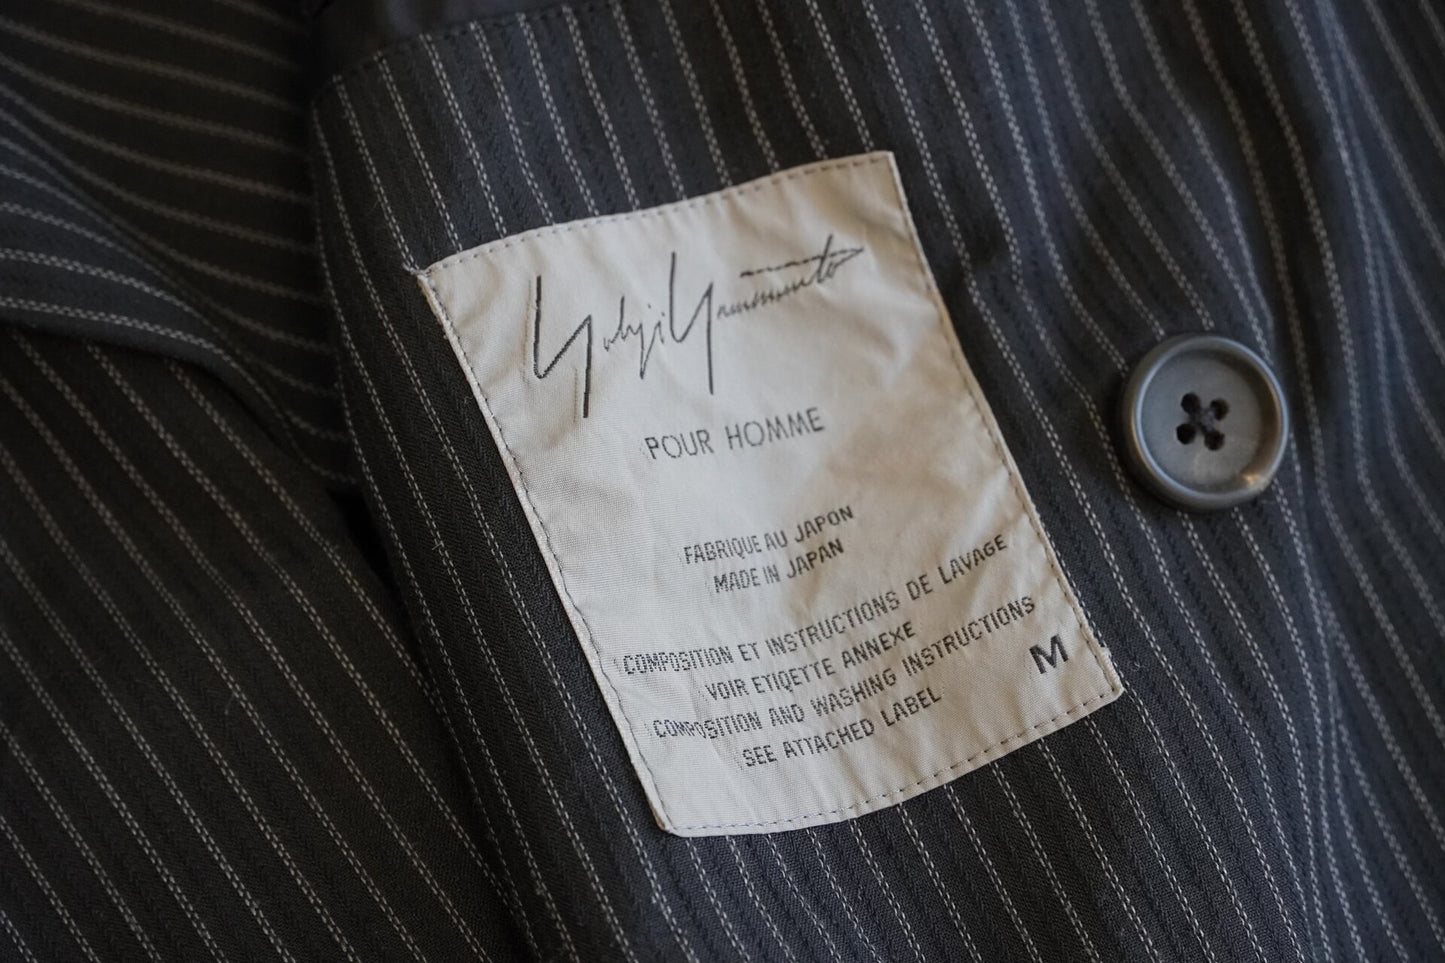 Yohji Yamamoto
POUR HOMME
FABRIQUE AU JAPON
MADE IN JAPAN
COMPOSITION ET INSTRUCTIONS DE LAVAGE
VOIR ETIQETTE ANNEXE
COMPOSITION AND WASHING INSTRUCTIONS
SEE ATTACHED LABEL
M